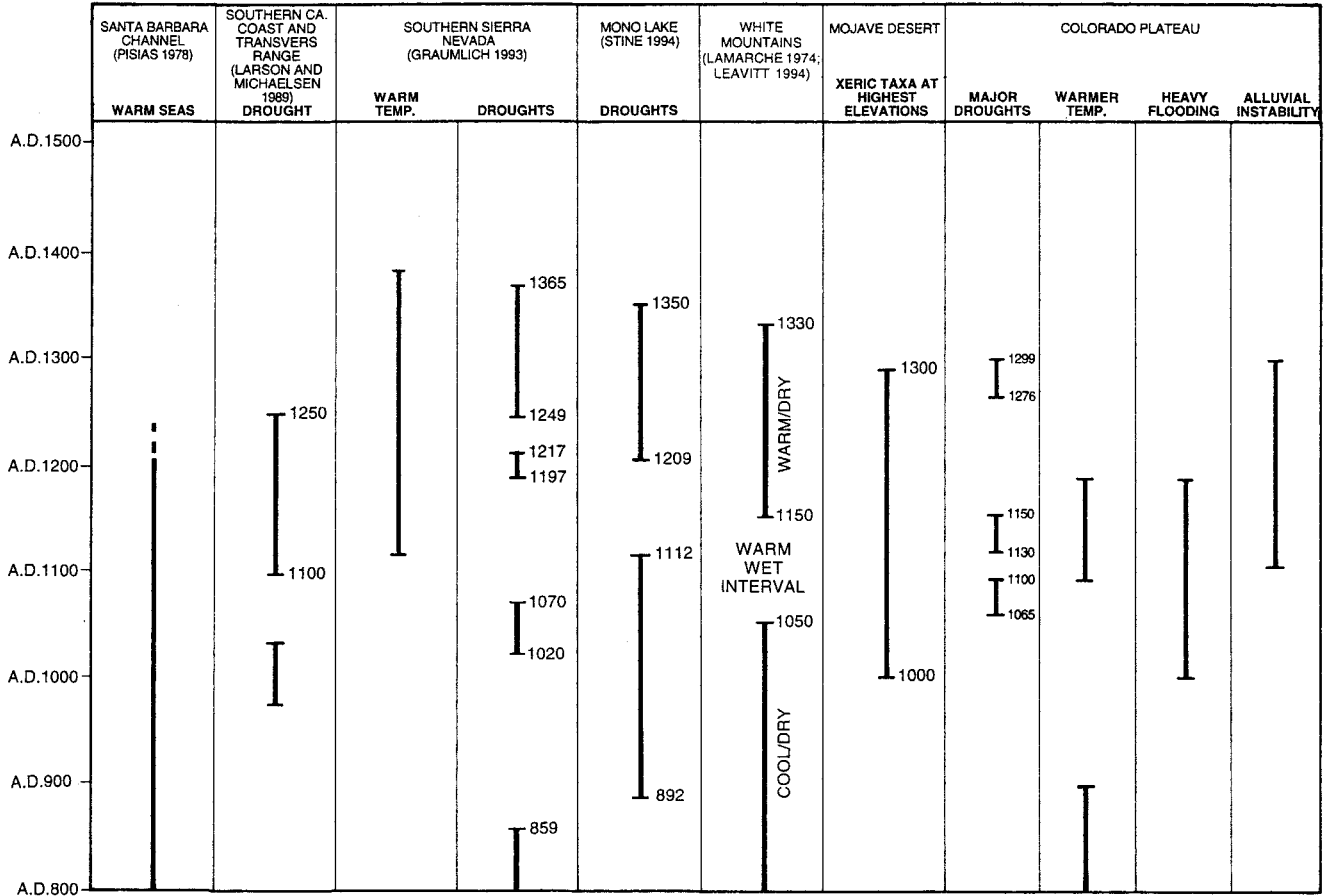 SANTA BARBARA
CHANNEL
(PISIAS 1978)
WARM SEAS
SOUTHERN CA.
COAST AND
TRANSVERS
RANGE
(LARSON AND
MICHAELSEN
1989)
DROUGHT
SOUTHERN SIERRA
NEVADA
(GRAUMLICH 1993)
WARM
TEMP.
DROUGHTS
MONO LAKE
(STINE 1994)
DROUGHTS
WHITE
MOUNTAINS
(LAMARCHE 1974;
LEAVITT 1994)
MOJAVE DESERT
XERIC TAXA AT
HIGHEST
ELEVATIONS
COLORADO PLATEAU
MAJOR
DROUGHTS
WARMER
TEMP.
HEAVY
FLOODING
ALLUVIAL
INSTABILITY
A.D.1500
A.D.1400
A.D.1300
A.D.1200
A.D.1100
A.D.1000
A.D.900
A.D.800
1250
1100
1365
1249
1217
1197
1070
1020
859
1350
1209
1112
892
1330
WARM/DRY
1150
WARM
WET
INTERVAL
1050
COOL/DRY
1300
1000
1299
1276
1150
1130
1100
1065